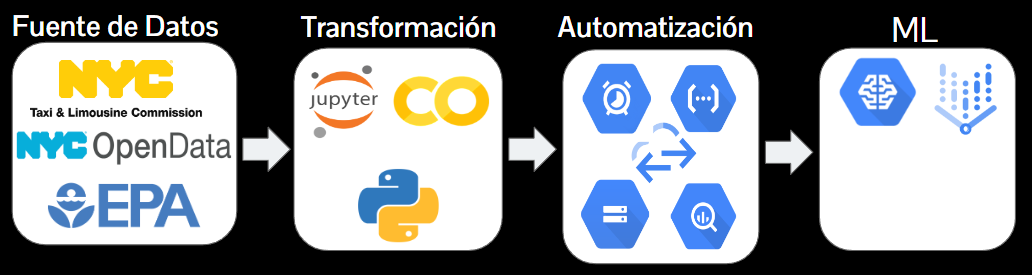 Fuente de Datos
Transformación
Automatización
ML
NYC
Taxi & Limousine Commission
NYC OpenData
EPA
jupyter
CO